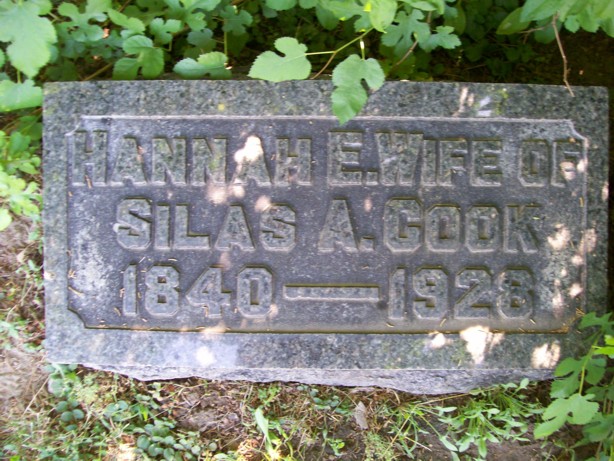 HANNAH E. WIFE OF
SILAS A. COOK
1840 — 1928